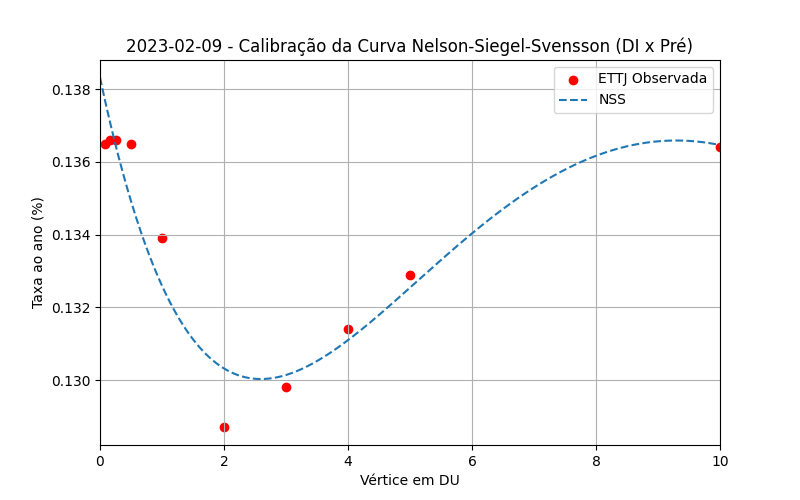 2023-02-09 - Calibração da Curva Nelson-Siegel-Svensson (DI x Pré)
ETTJ Observada
NSS
Taxa ao ano (%)
0.138
0.136
0.134
0.132
0.130
0 2 4 6 8 10
Vértice em DU